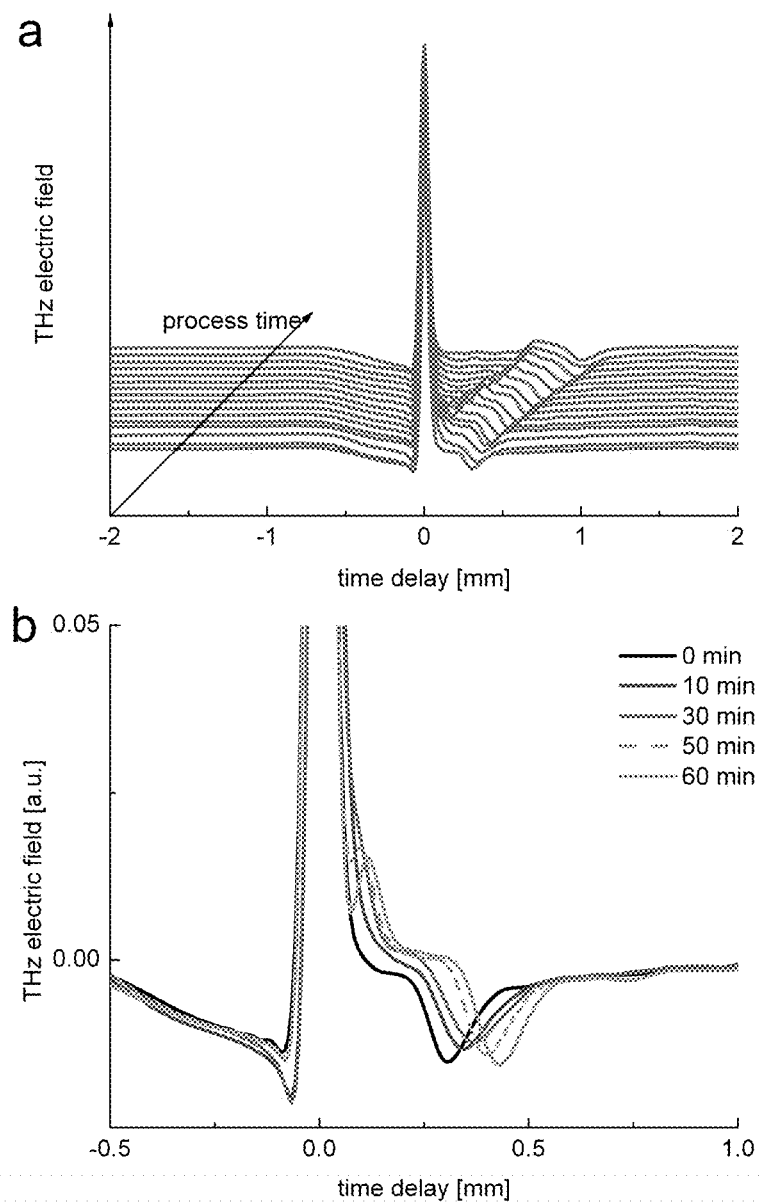 a
THz electric field
process time
-2
-1
0
1
2
time delay [mm]
b
0.05
0.00
THz electric field [a.u.]
0 min
10 min
30 min
50 min
60 min
-0.5
0.0
0.5
1.0
time delay [mm]